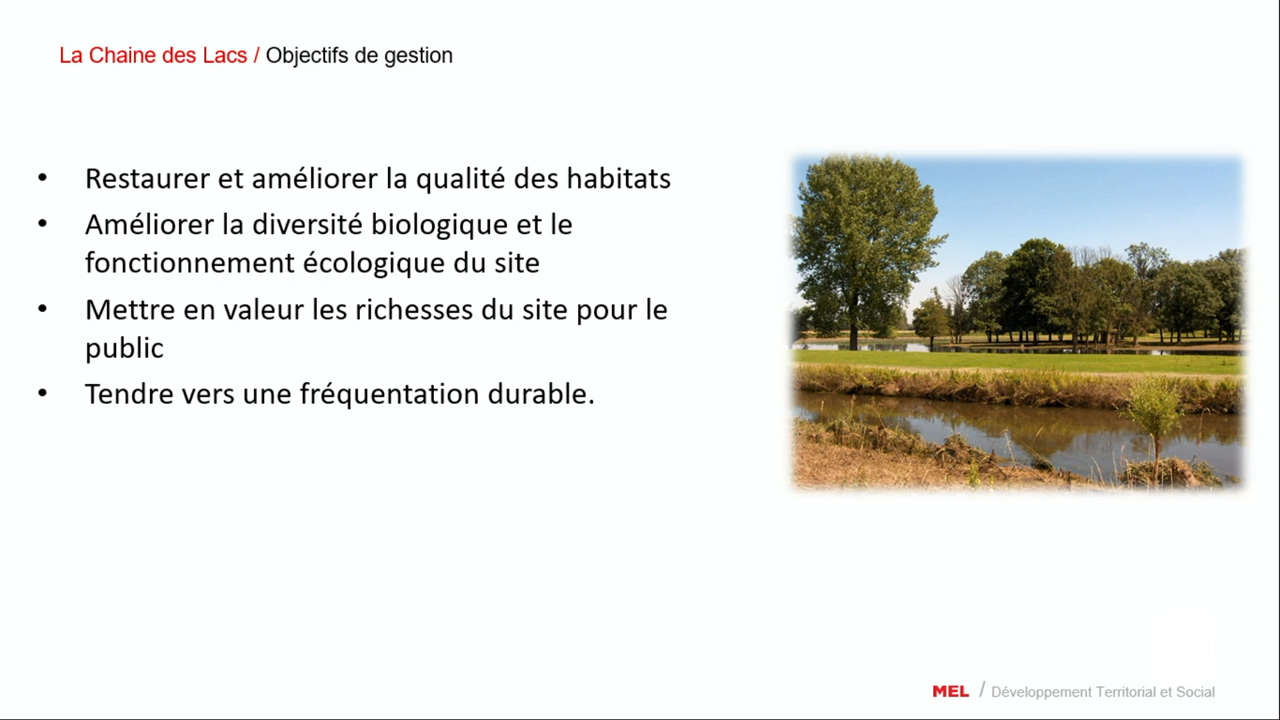 La Chaine des Lacs / Objectifs de gestion
• Restaurer et améliorer la qualité des habitats
• Améliorer la diversité biologique et le
fonctionnement écologique du site
• Mettre en valeur les richesses du site pour le
public
• Tendre vers une fréquentation durable.
MEL / Développement Territorial et Social